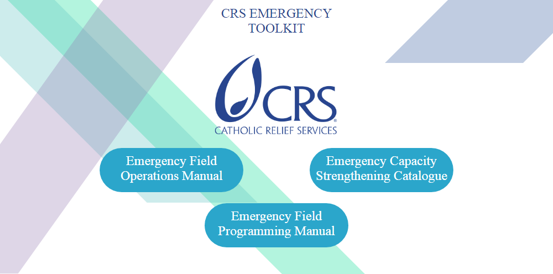 CRS EMERGENCY
TOOLKIT
CRS
CATHOLIC RELIEF SERVICES
Emergency Field
Operations Manual
Emergency Capacity
Strengthening Catalogue
Emergency Field
Programming Manual